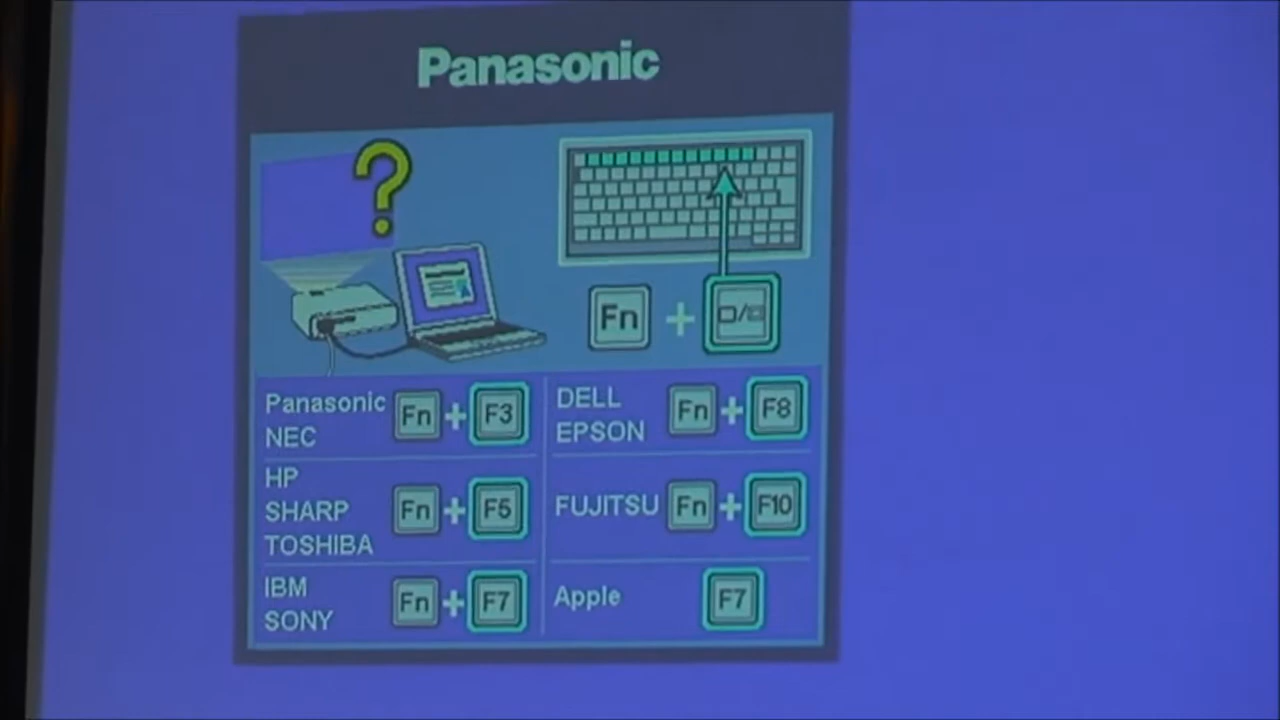 Panasonic
Fn + □/□
Panasonic
NEC
Fn + F3
DELL
EPSON
Fn + F8
HP
SHARP
TOSHIBA
Fn + F5
FUJITSU
Fn + F10
IBM
SONY
Fn + F7
Apple
F7